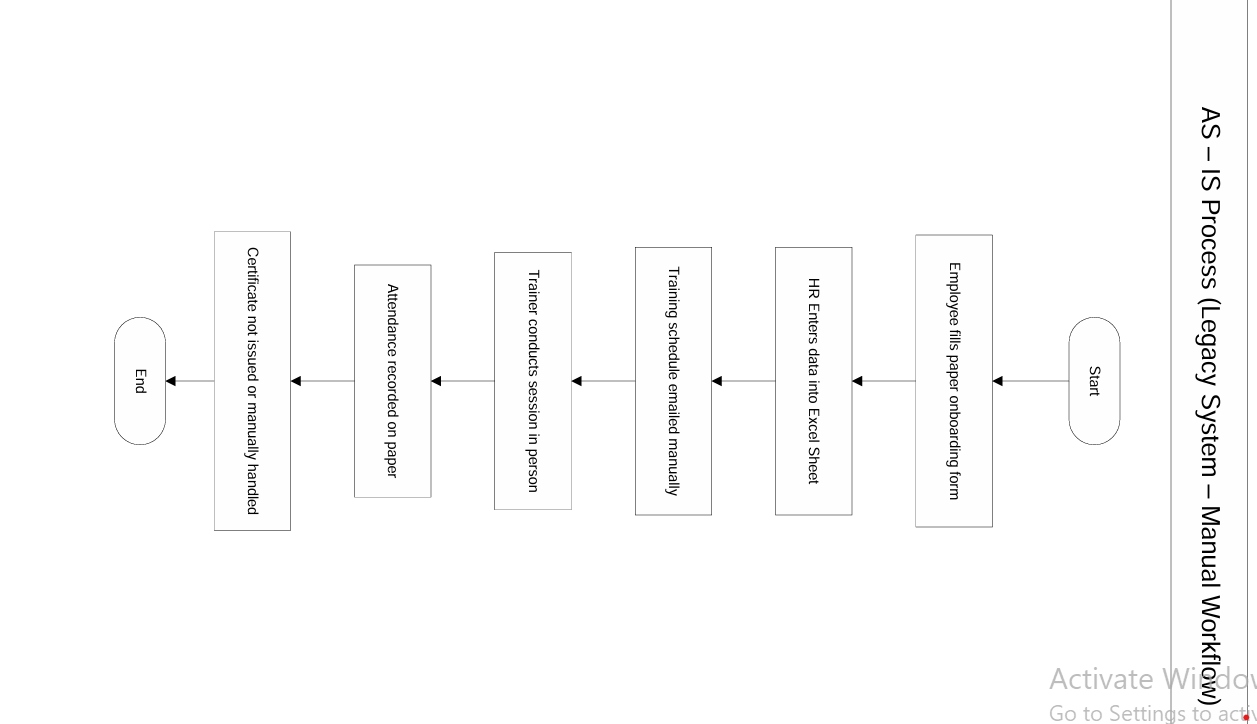 AS – IS Process (Legacy System – Manual Workflow)
Start
Employee fills paper onboarding form
HR Enters data into Excel Sheet
Training schedule emailed manually
Trainer conducts session in person
Attendance recorded on paper
Certificate not issued or manually handled
End
Activate Window
Go to Settings to acti